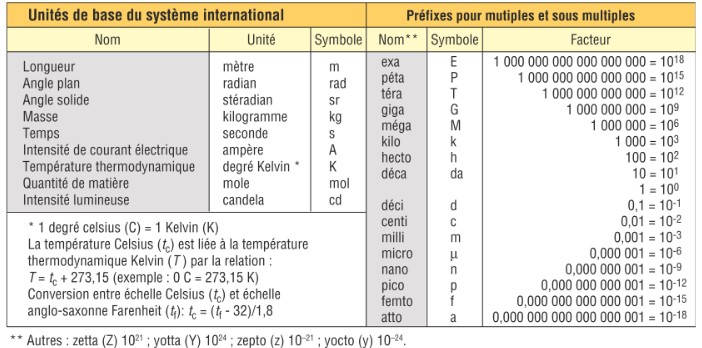 Unités de base du système international
Nom Unité Symbole
Longueur mètre m
Angle plan radian rad
Angle solide stéradian sr
Masse kilogramme kg
Temps seconde s
Intensité de courant électrique ampère A
Température thermodynamique degré Kelvin * K
Quantité de matière mole mol
Intensité lumineuse candela cd
* 1 degré celsius (C) = 1 Kelvin (K)
La température Celsius (tc) est liée à la température
thermodynamique Kelvin (T) par la relation :
T = tc + 273,15 (exemple : 0 C = 273,15 K)
Conversion entre échelle Celsius (tc) et échelle
anglo-saxonne Farenheit (tf): tc = (tf - 32)/1,8
Préfixes pour mutiples et sous multiples
Nom** Symbole Facteur
exa E 1 000 000 000 000 000 000 = 10¹⁸
péta P 1 000 000 000 000 000 = 10¹⁵
téra T 1 000 000 000 000 = 10¹²
giga G 1 000 000 000 = 10⁹
méga M 1 000 000 = 10⁶
kilo k 1 000 = 10³
hecto h 100 = 10²
déca da 10 = 10¹
1 = 10⁰
déci d 0,1 = 10⁻¹
centi c 0,01 = 10⁻²
milli m 0,001 = 10⁻³
micro μ 0,000 001 = 10⁻⁶
nano n 0,000 000 001 = 10⁻⁹
pico p 0,000 000 000 001 = 10⁻¹²
femto f 0,000 000 000 000 001 = 10⁻¹⁵
atto a 0,000 000 000 000 000 001 = 10⁻¹⁸
** Autres : zetta (Z) 10²¹ ; yotta (Y) 10²⁴ ; zepto (z) 10⁻²¹ ; yocto (y) 10⁻²⁴.